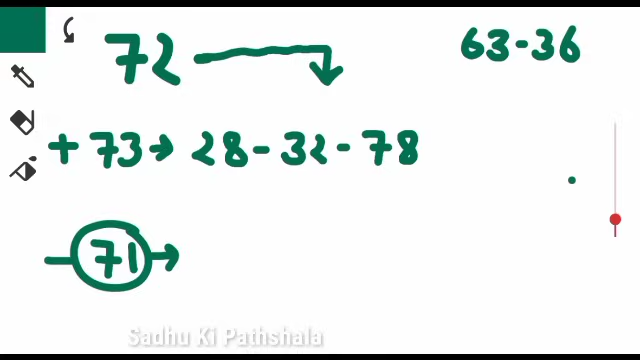 72 → 63-36
+ 73 → 28-32-78
- 71 →
Sadhu Ki Pathshala